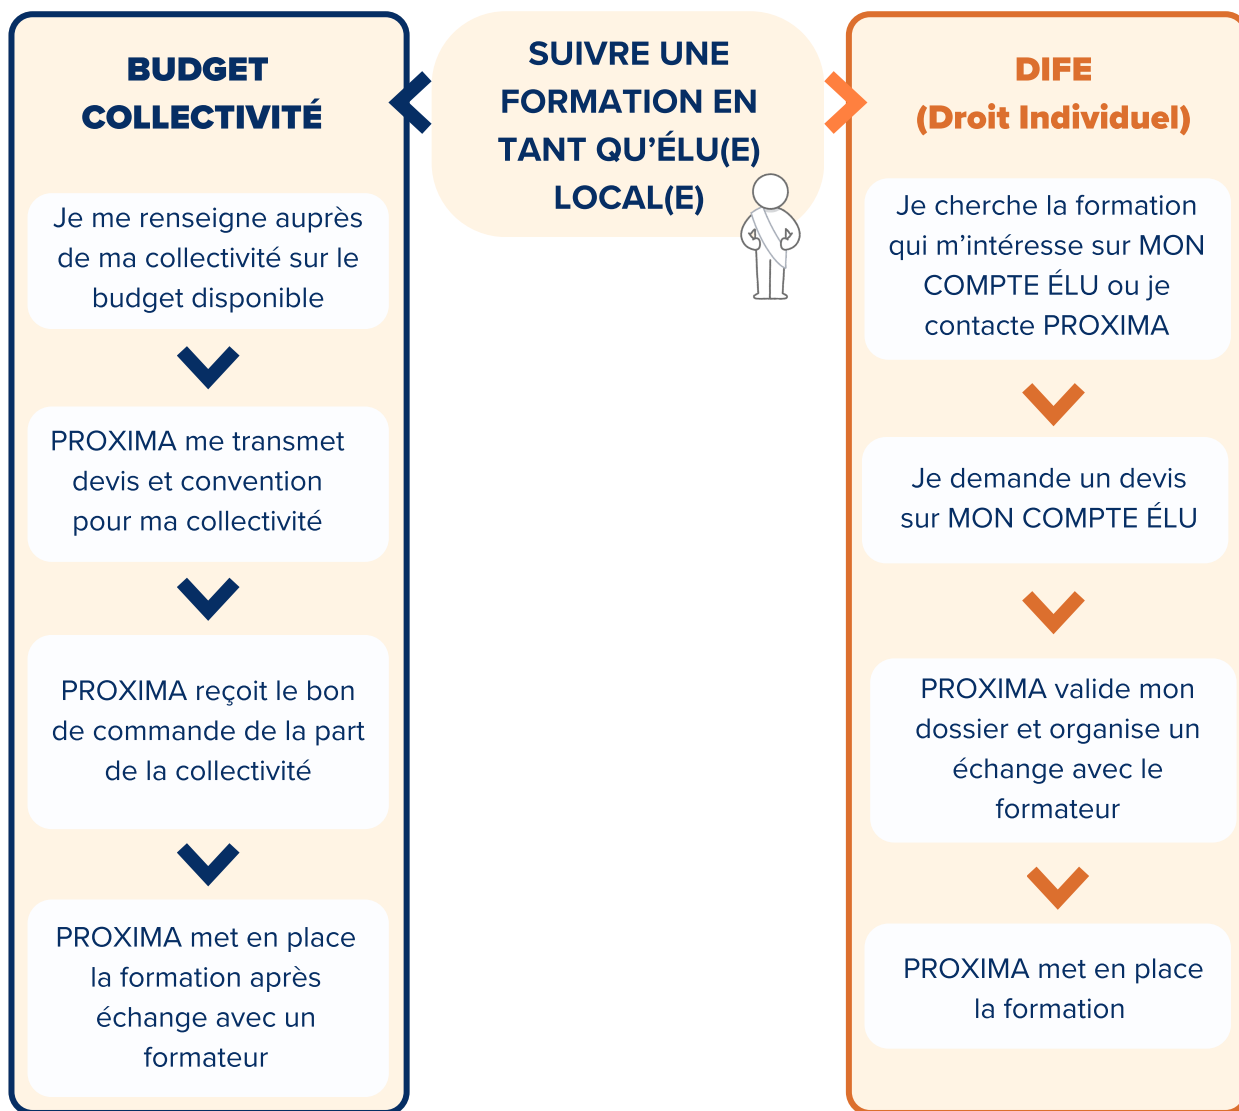 SUIVRE UNE
FORMATION EN
TANT QU’ÉLU(E)
LOCAL(E)
BUDGET
COLLECTIVITÉ
Je me renseigne auprès
de ma collectivité sur le
budget disponible
PROXIMA me transmet
devis et convention
pour ma collectivité
PROXIMA reçoit le bon
de commande de la part
de la collectivité
PROXIMA met en place
la formation après
échange avec un
formateur
DIFE
(Droit Individuel)
Je cherche la formation
qui m’intéresse sur MON
COMPTE ÉLU ou je
contacte PROXIMA
Je demande un devis
sur MON COMPTE ÉLU
PROXIMA valide mon
dossier et organise un
échange avec le
formateur
PROXIMA met en place
la formation